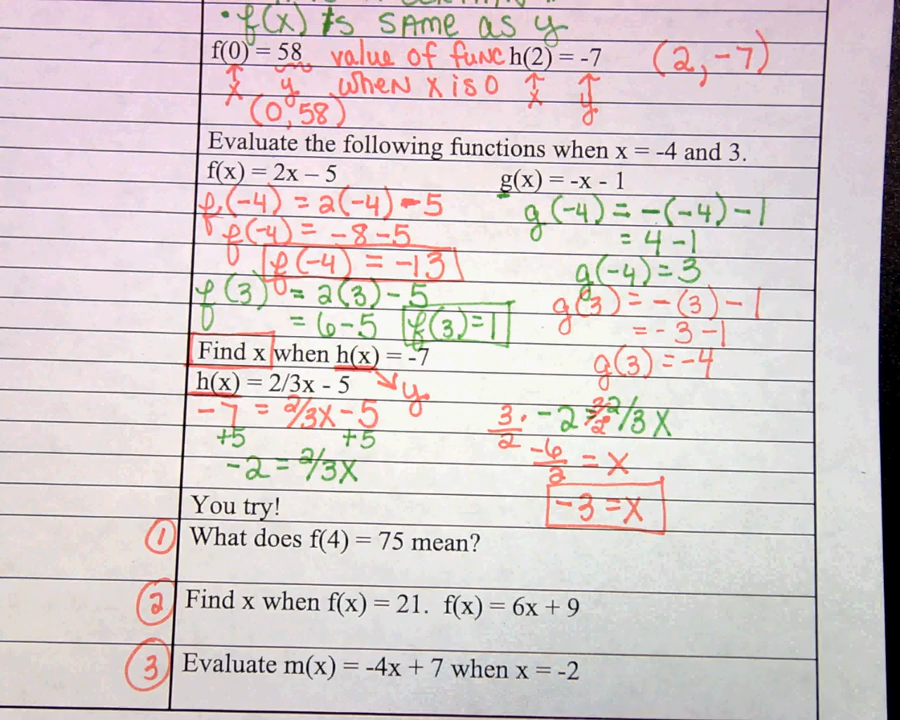 • f(x) is same as y
f(0) = 58 value of func h(2) = -7 (2, -7)
x y when x is 0 x y
(0, 58)
Evaluate the following functions when x = -4 and 3.
f(x) = 2x – 5 g(x) = -x - 1
f(-4) = 2(-4) - 5 g(-4) = -(-4) - 1
f(-4) = -8 - 5 = 4 - 1
f(-4) = -13 g(-4) = 3
f(3) = 2(3) - 5 g(3) = -(3) - 1
= 6 - 5 f(3) = 1 = -3 - 1
Find x when h(x) = -7 g(3) = -4
h(x) = 2/3x - 5 y
-7 = 2/3x - 5 3/2 · -2 = 2/3 x
+5 +5 -6/2 = x
-2 = 2/3x
You try! -3 = x
1 What does f(4) = 75 mean?
2 Find x when f(x) = 21. f(x) = 6x + 9
3 Evaluate m(x) = -4x + 7 when x = -2